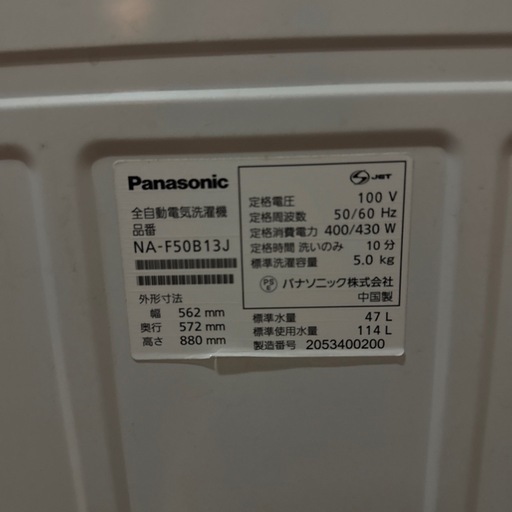 Panasonic
全自動電気洗濯機
品番
NA-F50B13J
外形寸法
幅 562 mm
奥行 572 mm
高さ 880 mm
S JET
定格電圧 100 V
定格周波数 50/60 Hz
定格消費電力 400/430 W
定格時間 洗いのみ 10分
標準洗濯容量 5.0 kg
PS E パナソニック株式会社
中国製
標準水量 47 L
標準使用水量 114 L
製造番号 2053400200